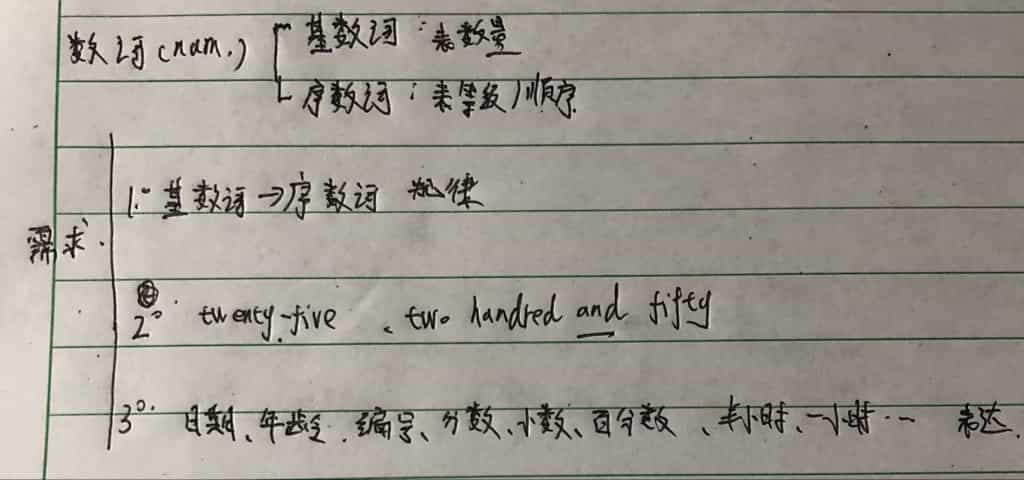 数词(num.) 基数词：表数量
序数词：表等级/顺序
1° 基数词→序数词 规律
需求
2° twenty-five 、two hundred and fifty
3° 日期、年龄、编号、分数、小数、百分数、半小时、一小时… 表达.